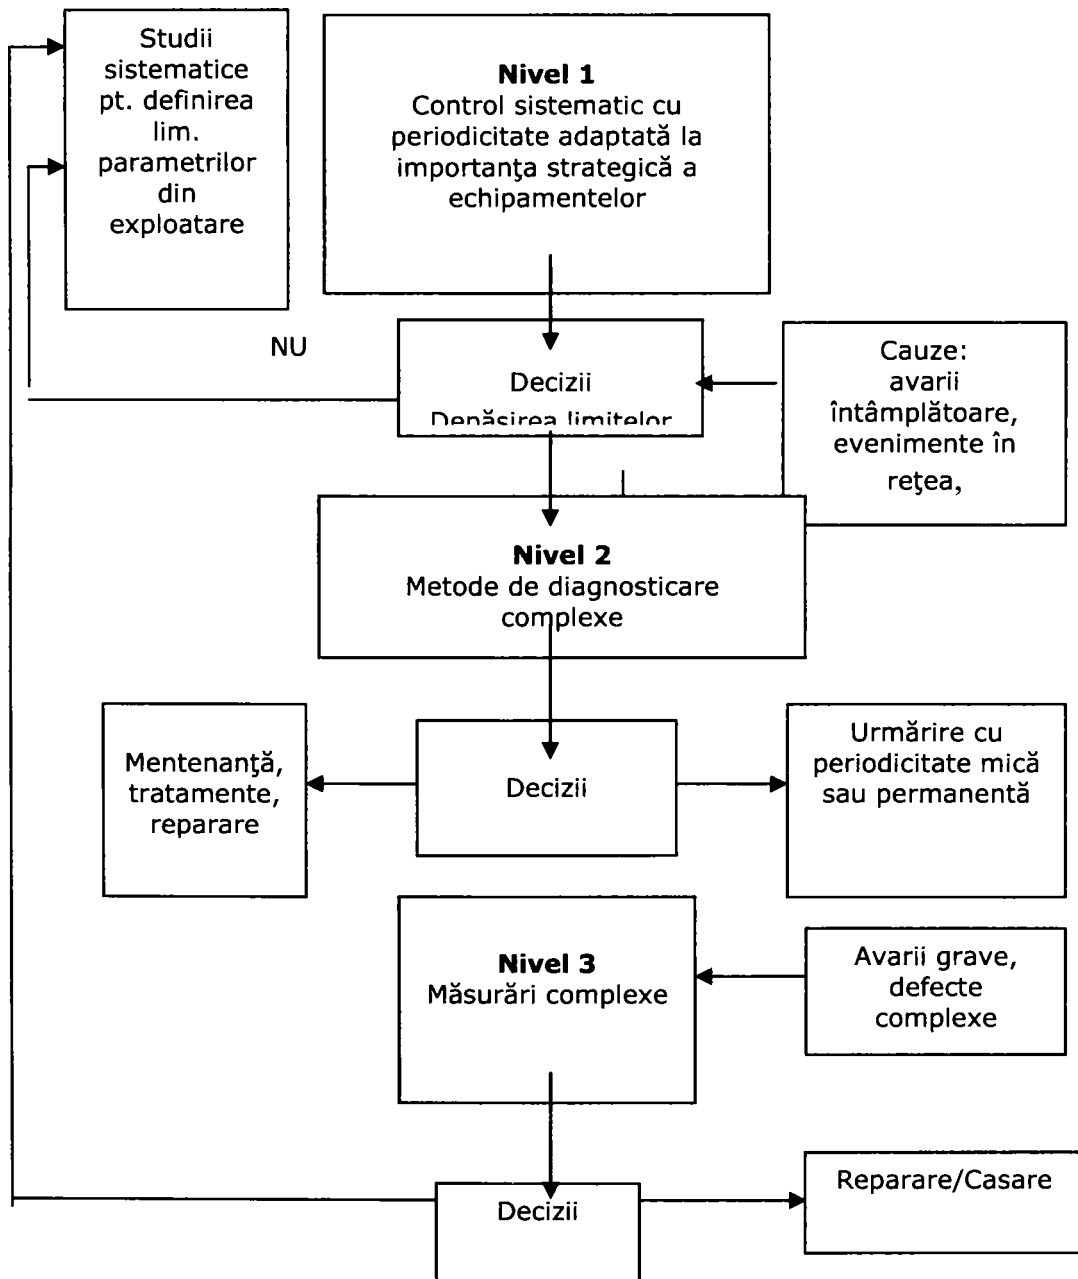 Studii
sistematice
pt. definirea
lim.
parametrilor
din
exploatare
Nivel 1
Control sistematic cu
periodicitate adaptată la
importanţa strategică a
echipamentelor
NU
Decizii
Depăşirea limitelor
Cauze:
avarii
întâmplătoare,
evenimente în
reţea,
Nivel 2
Metode de diagnosticare
complexe
Mentenanţă,
tratamente,
reparare
Decizii
Urmărire cu
periodicitate mică
sau permanentă
Nivel 3
Măsurări complexe
Avarii grave,
defecte
complexe
Decizii
Reparare/Casare